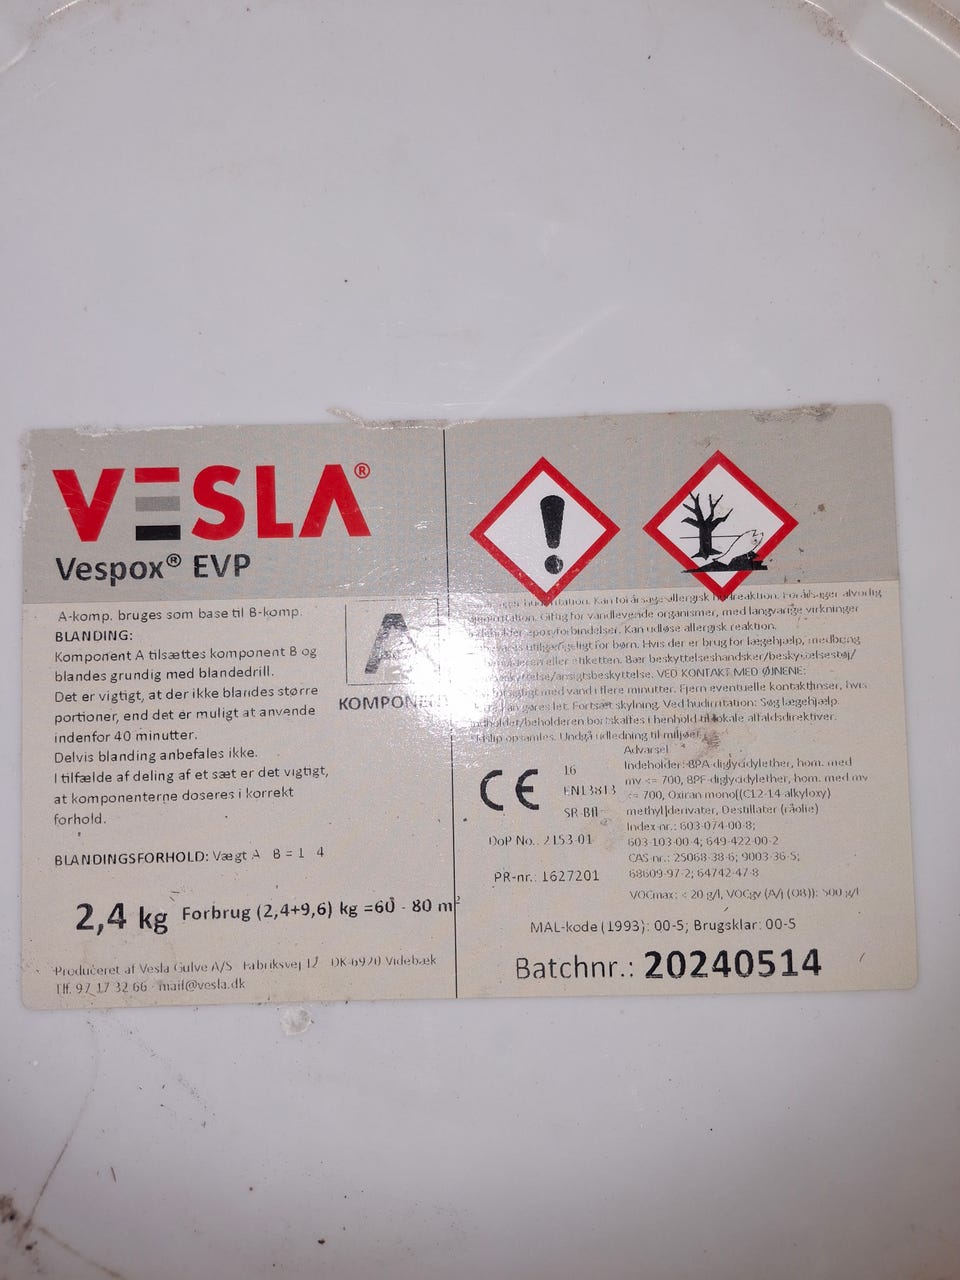 VESLA®
Vespox® EVP
A-komp. bruges som base til B-komp.
BLANDING:
Komponent A tilsættes komponent B og
blandes grundig med blandedrill.
Det er vigtigt, at der ikke blandes større
portioner, end det er muligt at anvende
indenfor 40 minutter.
Delvis blanding anbefales ikke.
I tilfælde af deling af et sæt er det vigtigt,
at komponenterne doseres i korrekt
forhold.
A
BLANDINGSFORHOLD: Vægt A B = 1 4
2,4 kg Forbrug (2,4+9,6) kg =60 - 80 m²
Produceret af Vesla Gulve A/S Fabriksvej 12 DK-6920 Videbæk
Tlf. 97 17 32 66 - mail@vesla.dk
Kan forårsage allergisk Forårsager alvorlig
Giftig for vandlevende organismer, med langvarige virkninger
epoxyforbindelser. Kan udløse allergisk reaktion.
utilgængeligt for børn. Hvis der er brug for lægehjælp, medbring
eller etiketten. Bær beskyttelseshandsker/beskyttelsestøj/
VED KONTAKT MED ØJNENE:
med vand i flere minutter. Fjern eventuelle kontaktlinser, hvis
gøres let. Fortsæt skylning. Ved hudirritation: Søg lægehjælp.
bortskaffes i henhold til lokale affaldsdirektiver.
opsamles. Undgå udledning til miljøet.
Advarsel
CE
16
EN13813
SR-Bfl
DoP No.: 2153-01
PR-nr.: 1627201
Indeholder: BPA-diglycidylether, hom. med
mv <= 700, BPF-diglycidylether, hom. med mv
<= 700, Oxiran mono((C12-14-alkyloxy)
methyl)derivater, Destillater (råolie)
Index-nr.: 603-074-00-8;
603-103-00-4; 649-422-00-2
CAS-nr.: 25068-38-6; 9003-36-5;
68609-97-2; 64742-47-8
VOCmax: < 20 g/l, VOCgv (A/j (OB)): 500 g/l
MAL-kode (1993): 00-5; Brugsklar: 00-5
Batchnr.: 20240514